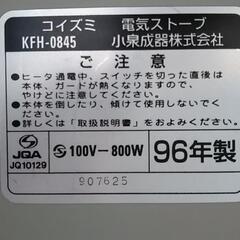 コイズミ 電気ストーブ
KFH-0845 小泉成器株式会社
ご注意
●ヒータ通電中、スイッチを切った直後は
本体、ガードが熱くなりますので、
やけどに注意してください。
●本体をおこしたり、傾けて使用しないで
ください。
●詳しくは「取扱説明書」をお読みください。
JQA
JQ10129
100V-800W
96年製
907625